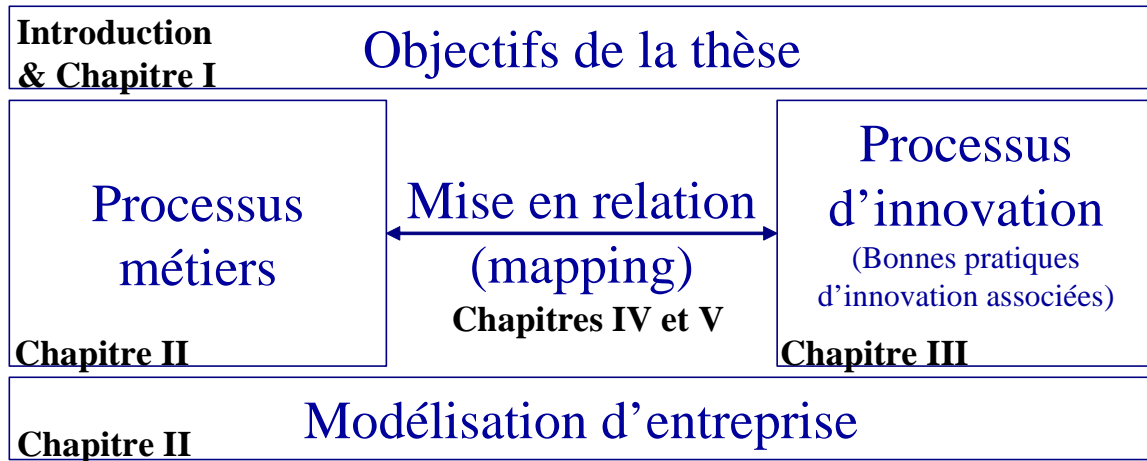 Introduction
& Chapitre I
Objectifs de la thèse
Processus
métiers
Chapitre II
Mise en relation
(mapping)
Chapitres IV et V
Processus
d’innovation
(Bonnes pratiques
d’innovation associées)
Chapitre III
Modélisation d’entreprise
Chapitre II